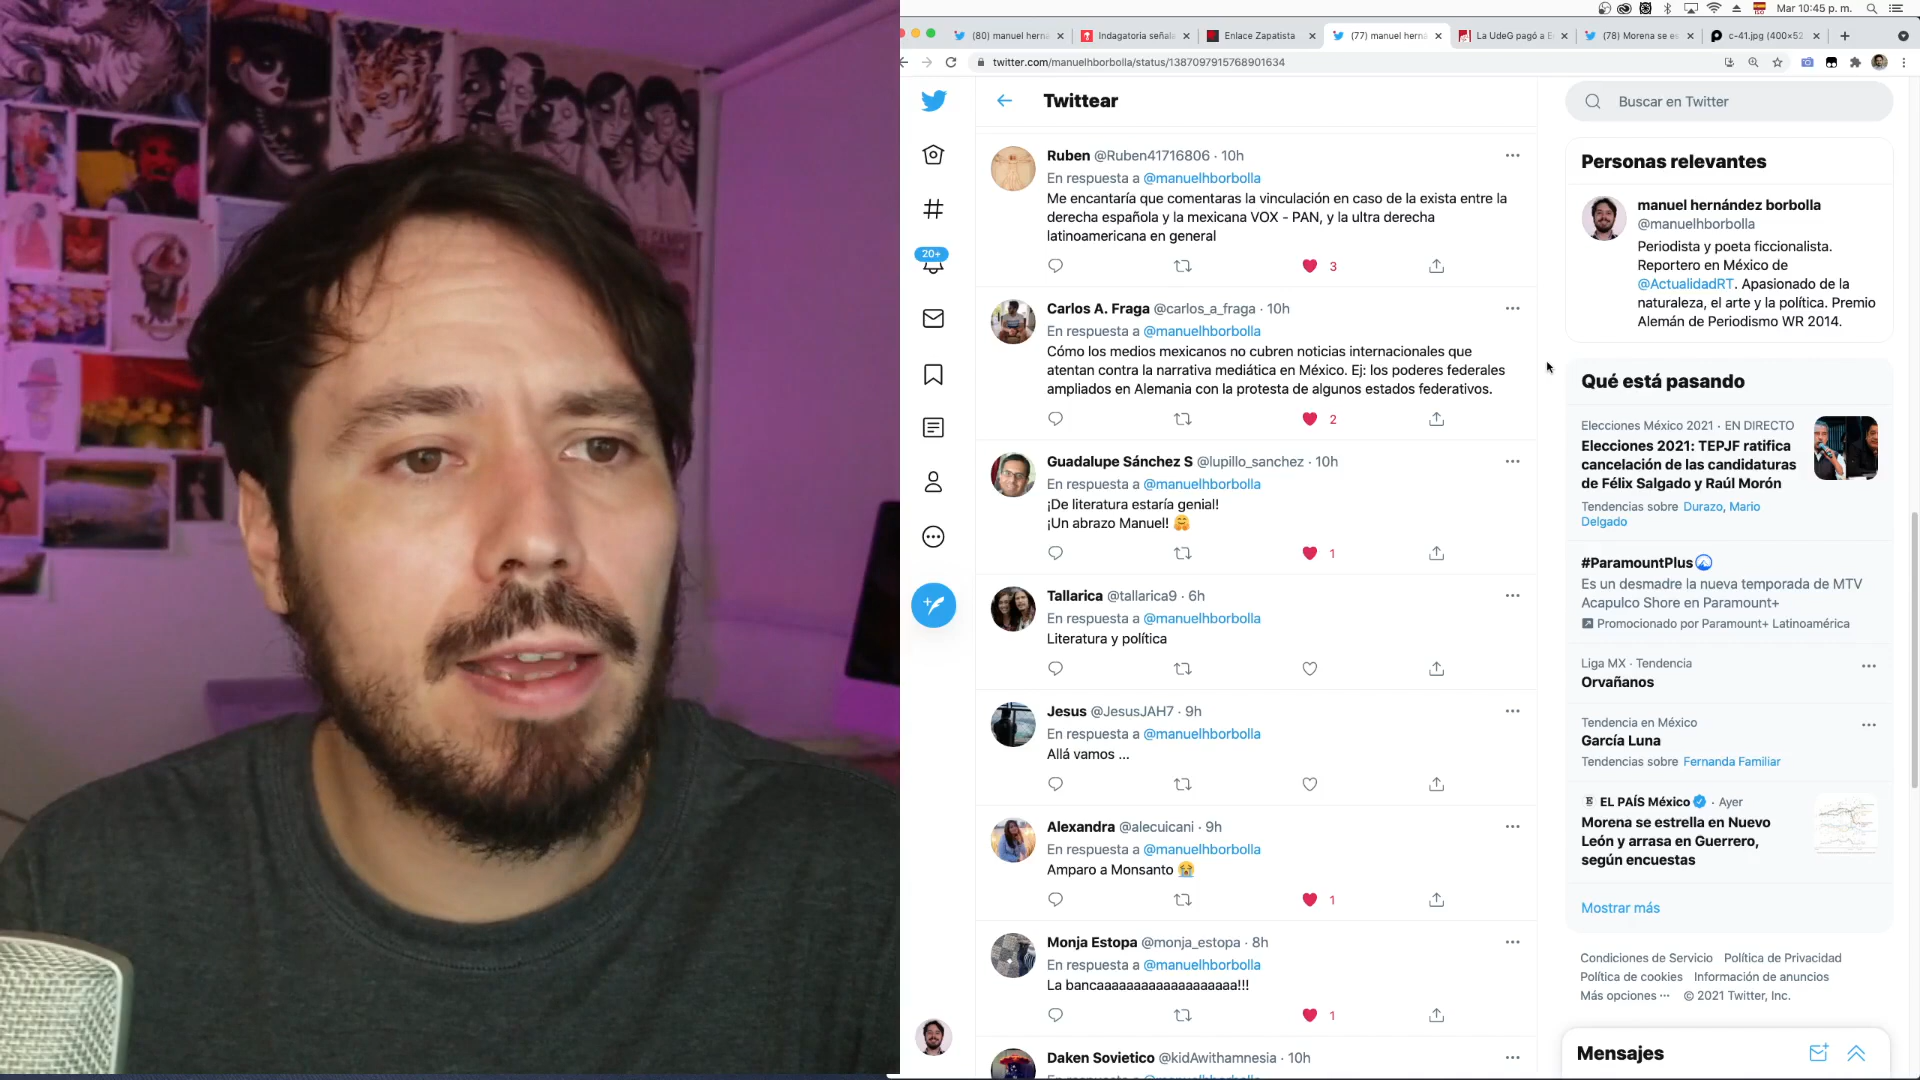 Mar 10:45 p. m.
(80) manuel hern
Indagatoria señala
Enlace Zapatista
(77) manuel hern
La UdeG pagó a E
(78) Morena se es
c-41.jpg (400×52
twitter.com/manuelhborbolla/status/1387097915768901634
Twittear
Ruben @Ruben41716806 · 10h
En respuesta a @manuelhborbolla
Me encantaría que comentaras la vinculación en caso de la exista entre la
derecha española y la mexicana VOX - PAN, y la ultra derecha
latinoamericana en general
3
Carlos A. Fraga @carlos_a_fraga · 10h
En respuesta a @manuelhborbolla
Cómo los medios mexicanos no cubren noticias internacionales que
atentan contra la narrativa mediática en México. Ej: los poderes federales
ampliados en Alemania con la protesta de algunos estados federativos.
2
Guadalupe Sánchez S @lupillo_sanchez · 10h
En respuesta a @manuelhborbolla
¡De literatura estaría genial!
¡Un abrazo Manuel! 🤗
1
Tallarica @tallarica9 · 6h
En respuesta a @manuelhborbolla
Literatura y política
Jesus @JesusJAH7 · 9h
En respuesta a @manuelhborbolla
Allá vamos ...
Alexandra @alecuicani · 9h
En respuesta a @manuelhborbolla
Amparo a Monsanto 😭
1
Monja Estopa @monja_estopa · 8h
En respuesta a @manuelhborbolla
La bancaaaaaaaaaaaaaaaaaaa!!!
1
Daken Sovietico @kidAwithamnesia · 10h
20+
Buscar en Twitter
Personas relevantes
manuel hernández borbolla
@manuelhborbolla
Periodista y poeta ficcionalista.
Reportero en México de
@ActualidadRT. Apasionado de la
naturaleza, el arte y la política. Premio
Alemán de Periodismo WR 2014.
Qué está pasando
Elecciones México 2021 · EN DIRECTO
Elecciones 2021: TEPJF ratifica
cancelación de las candidaturas
de Félix Salgado y Raúl Morón
Tendencias sobre Durazo, Mario
Delgado
#ParamountPlus
Es un desmadre la nueva temporada de MTV
Acapulco Shore en Paramount+
Promocionado por Paramount+ Latinoamérica
Liga MX · Tendencia
Orvañanos
Tendencia en México
García Luna
Tendencias sobre Fernanda Familiar
EL PAÍS México · Ayer
Morena se estrella en Nuevo
León y arrasa en Guerrero,
según encuestas
Mostrar más
Condiciones de Servicio Política de Privacidad
Política de cookies Información de anuncios
Más opciones ··· © 2021 Twitter, Inc.
Mensajes